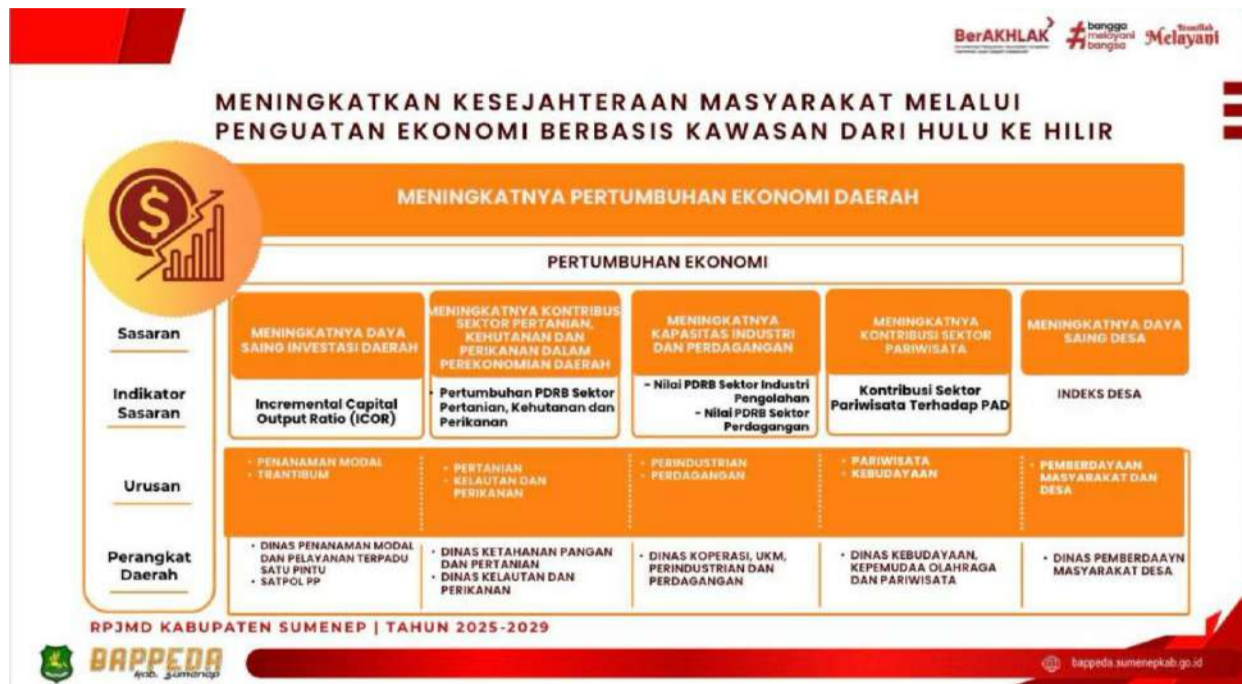 BerAKHLAK
#bangga
melayani
bangsa
Bismillah
Melayani
MENINGKATKAN KESEJAHTERAAN MASYARAKAT MELALUI
PENGUATAN EKONOMI BERBASIS KAWASAN DARI HULU KE HILIR
MENINGKATNYA PERTUMBUHAN EKONOMI DAERAH
PERTUMBUHAN EKONOMI
Sasaran
MENINGKATNYA DAYA
SAING INVESTASI DAERAH
MENINGKATNYA KONTRIBUS
SEKTOR PERTANIAN,
KEHUTANAN DAN
PERIKANAN DALAM
PEREKONOMIAN DAERAH
MENINGKATNYA
KAPASITAS INDUSTRI
DAN PERDAGANGAN
MENINGKATNYA
KONTRIBUSI SEKTOR
PARIWISATA
MENINGKATNYA DAYA
SAING DESA
Indikator
Sasaran
Incremental Capital
Output Ratio (ICOR)
• Pertumbuhan PDRB Sektor
Pertanian, Kehutanan dan
Perikanan
- Nilai PDRB Sektor Industri
Pengolahan
- Nilai PDRB Sektor
Perdagangan
Kontribusi Sektor
Pariwisata Terhadap PAD
INDEKS DESA
Urusan
• PENANAMAN MODAL
• TRANTIBUM
• PERTANIAN
• KELAUTAN DAN
PERIKANAN
• PERINDUSTRIAN
• PERDAGANGAN
• PARIWISATA
• KEBUDAYAAN
• PEMBERDAYAAN
MASYARAKAT DAN
DESA
Perangkat
Daerah
• DINAS PENANAMAN MODAL
DAN PELAYANAN TERPADU
SATU PINTU
• SATPOL PP
• DINAS KETAHANAN PANGAN
DAN PERTANIAN
• DINAS KELAUTAN DAN
PERIKANAN
• DINAS KOPERASI, UKM,
PERINDUSTRIAN DAN
PERDAGANGAN
• DINAS KEBUDAYAAN,
KEPEMUDAA OLAHRAGA
DAN PARIWISATA
• DINAS PEMBERDAAYN
MASYARAKAT DESA
RPJMD KABUPATEN SUMENEP | TAHUN 2025-2029
BAPPEDA
Kab. Sumenep
bappeda.sumenepkab.go.id